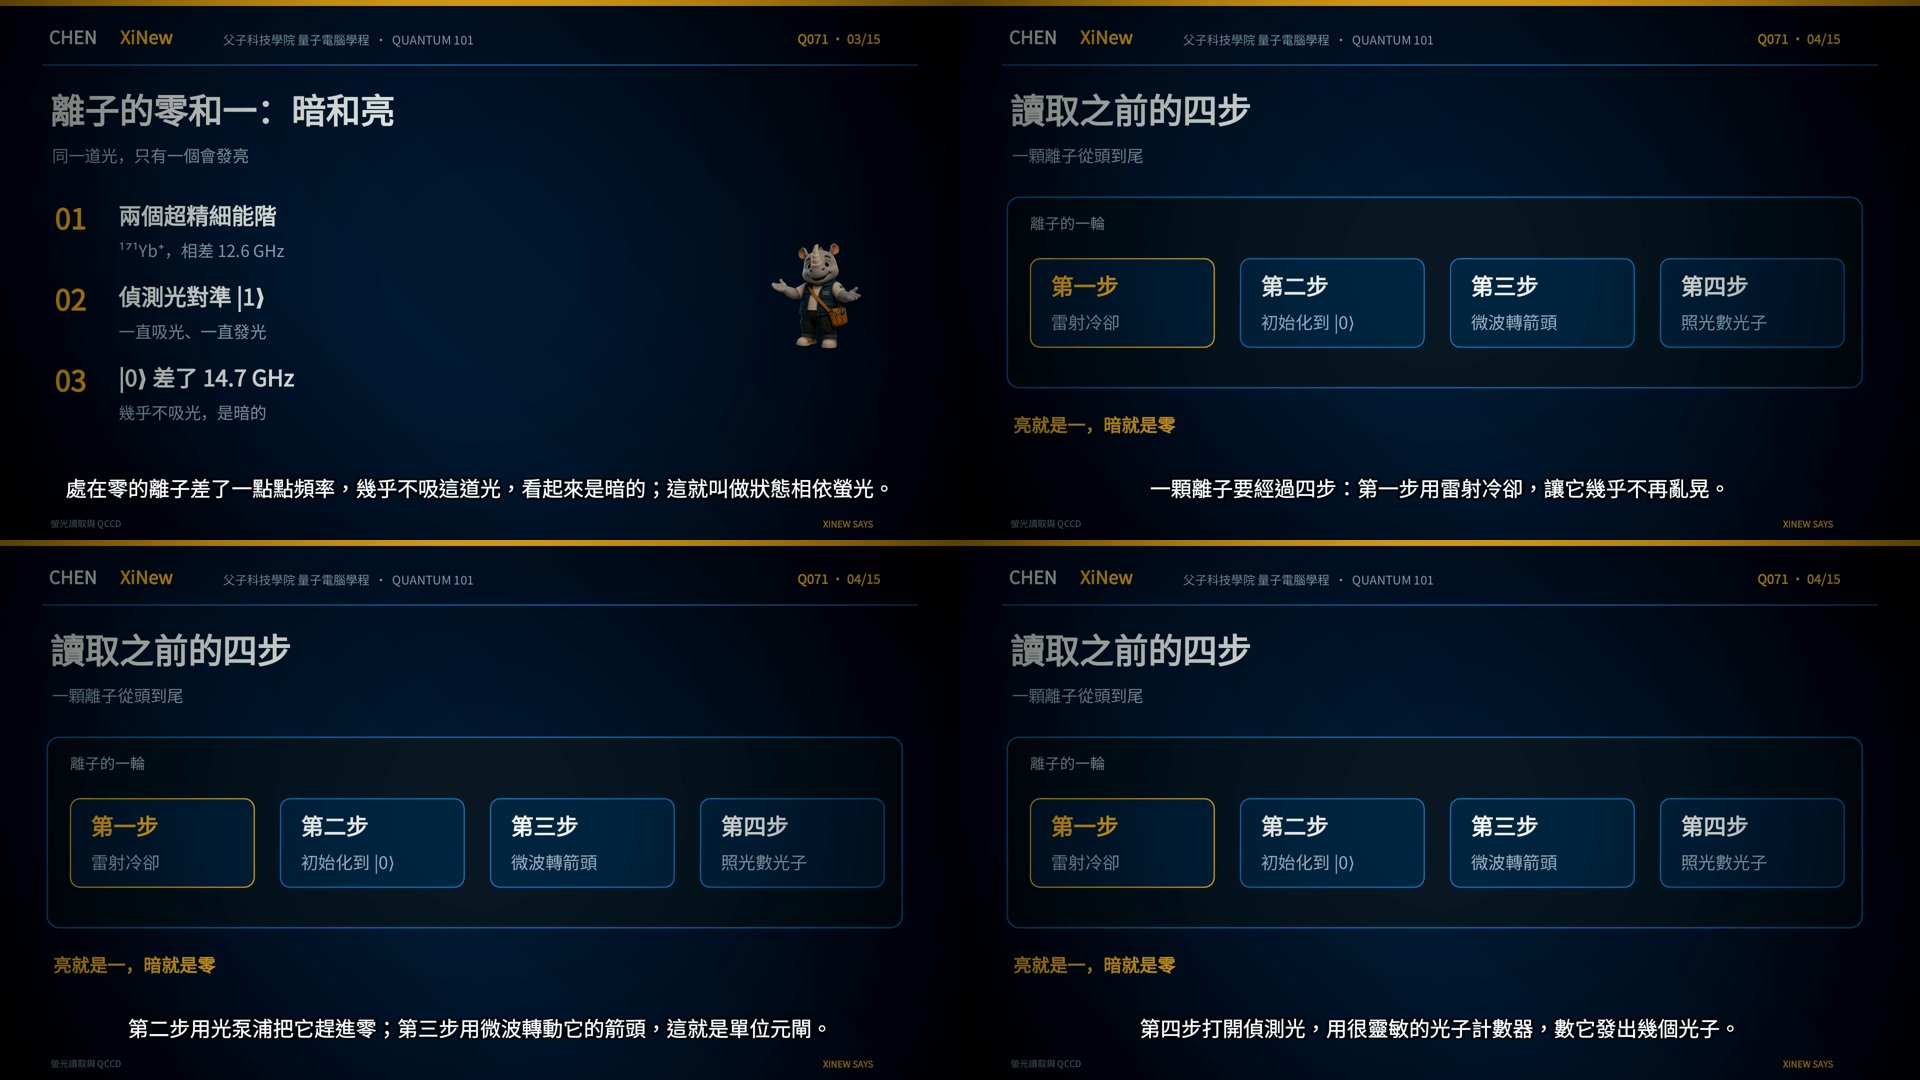 CHEN XiNew 父子科技學院 量子電腦學程 · QUANTUM 101 Q071 · 03/15
離子的零和一：暗和亮
同一道光，只有一個會發亮
01 兩個超精細能階
¹⁷¹Yb⁺，相差 12.6 GHz
02 偵測光對準 |1⟩
一直吸光、一直發光
03 |0⟩ 差了 14.7 GHz
幾乎不吸光，是暗的
處在零的離子差了一點點頻率，幾乎不吸這道光，看起來是暗的；這就叫做狀態相依螢光。
螢光讀取與 QCCD XINEW SAYS
CHEN XiNew 父子科技學院 量子電腦學程 · QUANTUM 101 Q071 · 04/15
讀取之前的四步
一顆離子從頭到尾
離子的一輪
第一步 第二步 第三步 第四步
雷射冷卻 初始化到 |0⟩ 微波轉箭頭 照光數光子
亮就是一，暗就是零
一顆離子要經過四步：第一步用雷射冷卻，讓它幾乎不再亂晃。
螢光讀取與 QCCD XINEW SAYS
CHEN XiNew 父子科技學院 量子電腦學程 · QUANTUM 101 Q071 · 04/15
讀取之前的四步
一顆離子從頭到尾
離子的一輪
第一步 第二步 第三步 第四步
雷射冷卻 初始化到 |0⟩ 微波轉箭頭 照光數光子
亮就是一，暗就是零
第二步用光泵浦把它趕進零；第三步用微波轉動它的箭頭，這就是單位元閘。
螢光讀取與 QCCD XINEW SAYS
CHEN XiNew 父子科技學院 量子電腦學程 · QUANTUM 101 Q071 · 04/15
讀取之前的四步
一顆離子從頭到尾
離子的一輪
第一步 第二步 第三步 第四步
雷射冷卻 初始化到 |0⟩ 微波轉箭頭 照光數光子
亮就是一，暗就是零
第四步打開偵測光，用很靈敏的光子計數器，數它發出幾個光子。
螢光讀取與 QCCD XINEW SAYS